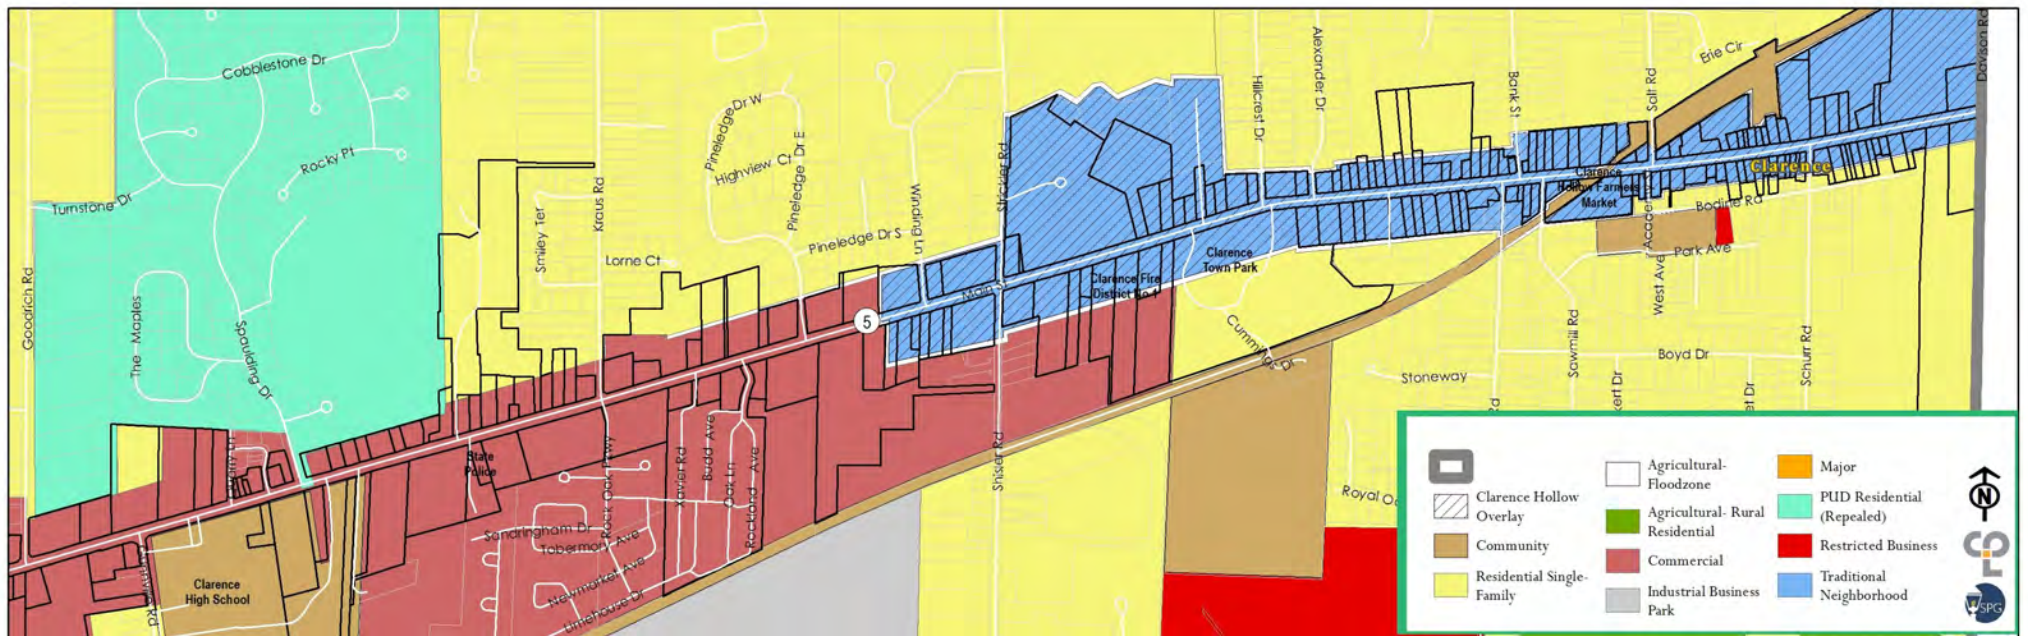 Cobblestone Dr
Rocky Pt
Turnstone Dr
Goodrich Rd
The Maples
Spaulding Dr
Smiley Ter
Kraus Rd
Lorne Ct
Pineledge Dr W
Highview Ct
Pineledge Dr E
Pineledge Dr S
Winding Ln
Strickler Rd
Hillcrest Dr
Alexander Dr
Bank St
Salt Rd
Erie Cir
Davison Rd
Clarence
Clarence
Hollow Farmers
Market
Bodine Rd
Park Ave
West Ave
Clarence
Town Park
Clarence Fire
District No 1
Main St
5
Cummings Dr
Stoneway
Boyd Dr
Sawmill Rd
Schurr Rd
Rd
Shisler Rd
State
Police
Rock Oak Pkwy
Xavier Rd
Budd Ave
Oak Ln
Rockland Ave
Sandringham Dr
Tobermory Ave
Newmarket Ave
Limehouse Dr
Clarence
High School
Royal O
Clarence Hollow
Overlay
Community
Residential Single-
Family
Agricultural-
Floodzone
Agricultural- Rural
Residential
Commercial
Industrial Business
Park
Major
PUD Residential
(Repealed)
Restricted Business
Traditional
Neighborhood
N
SPG